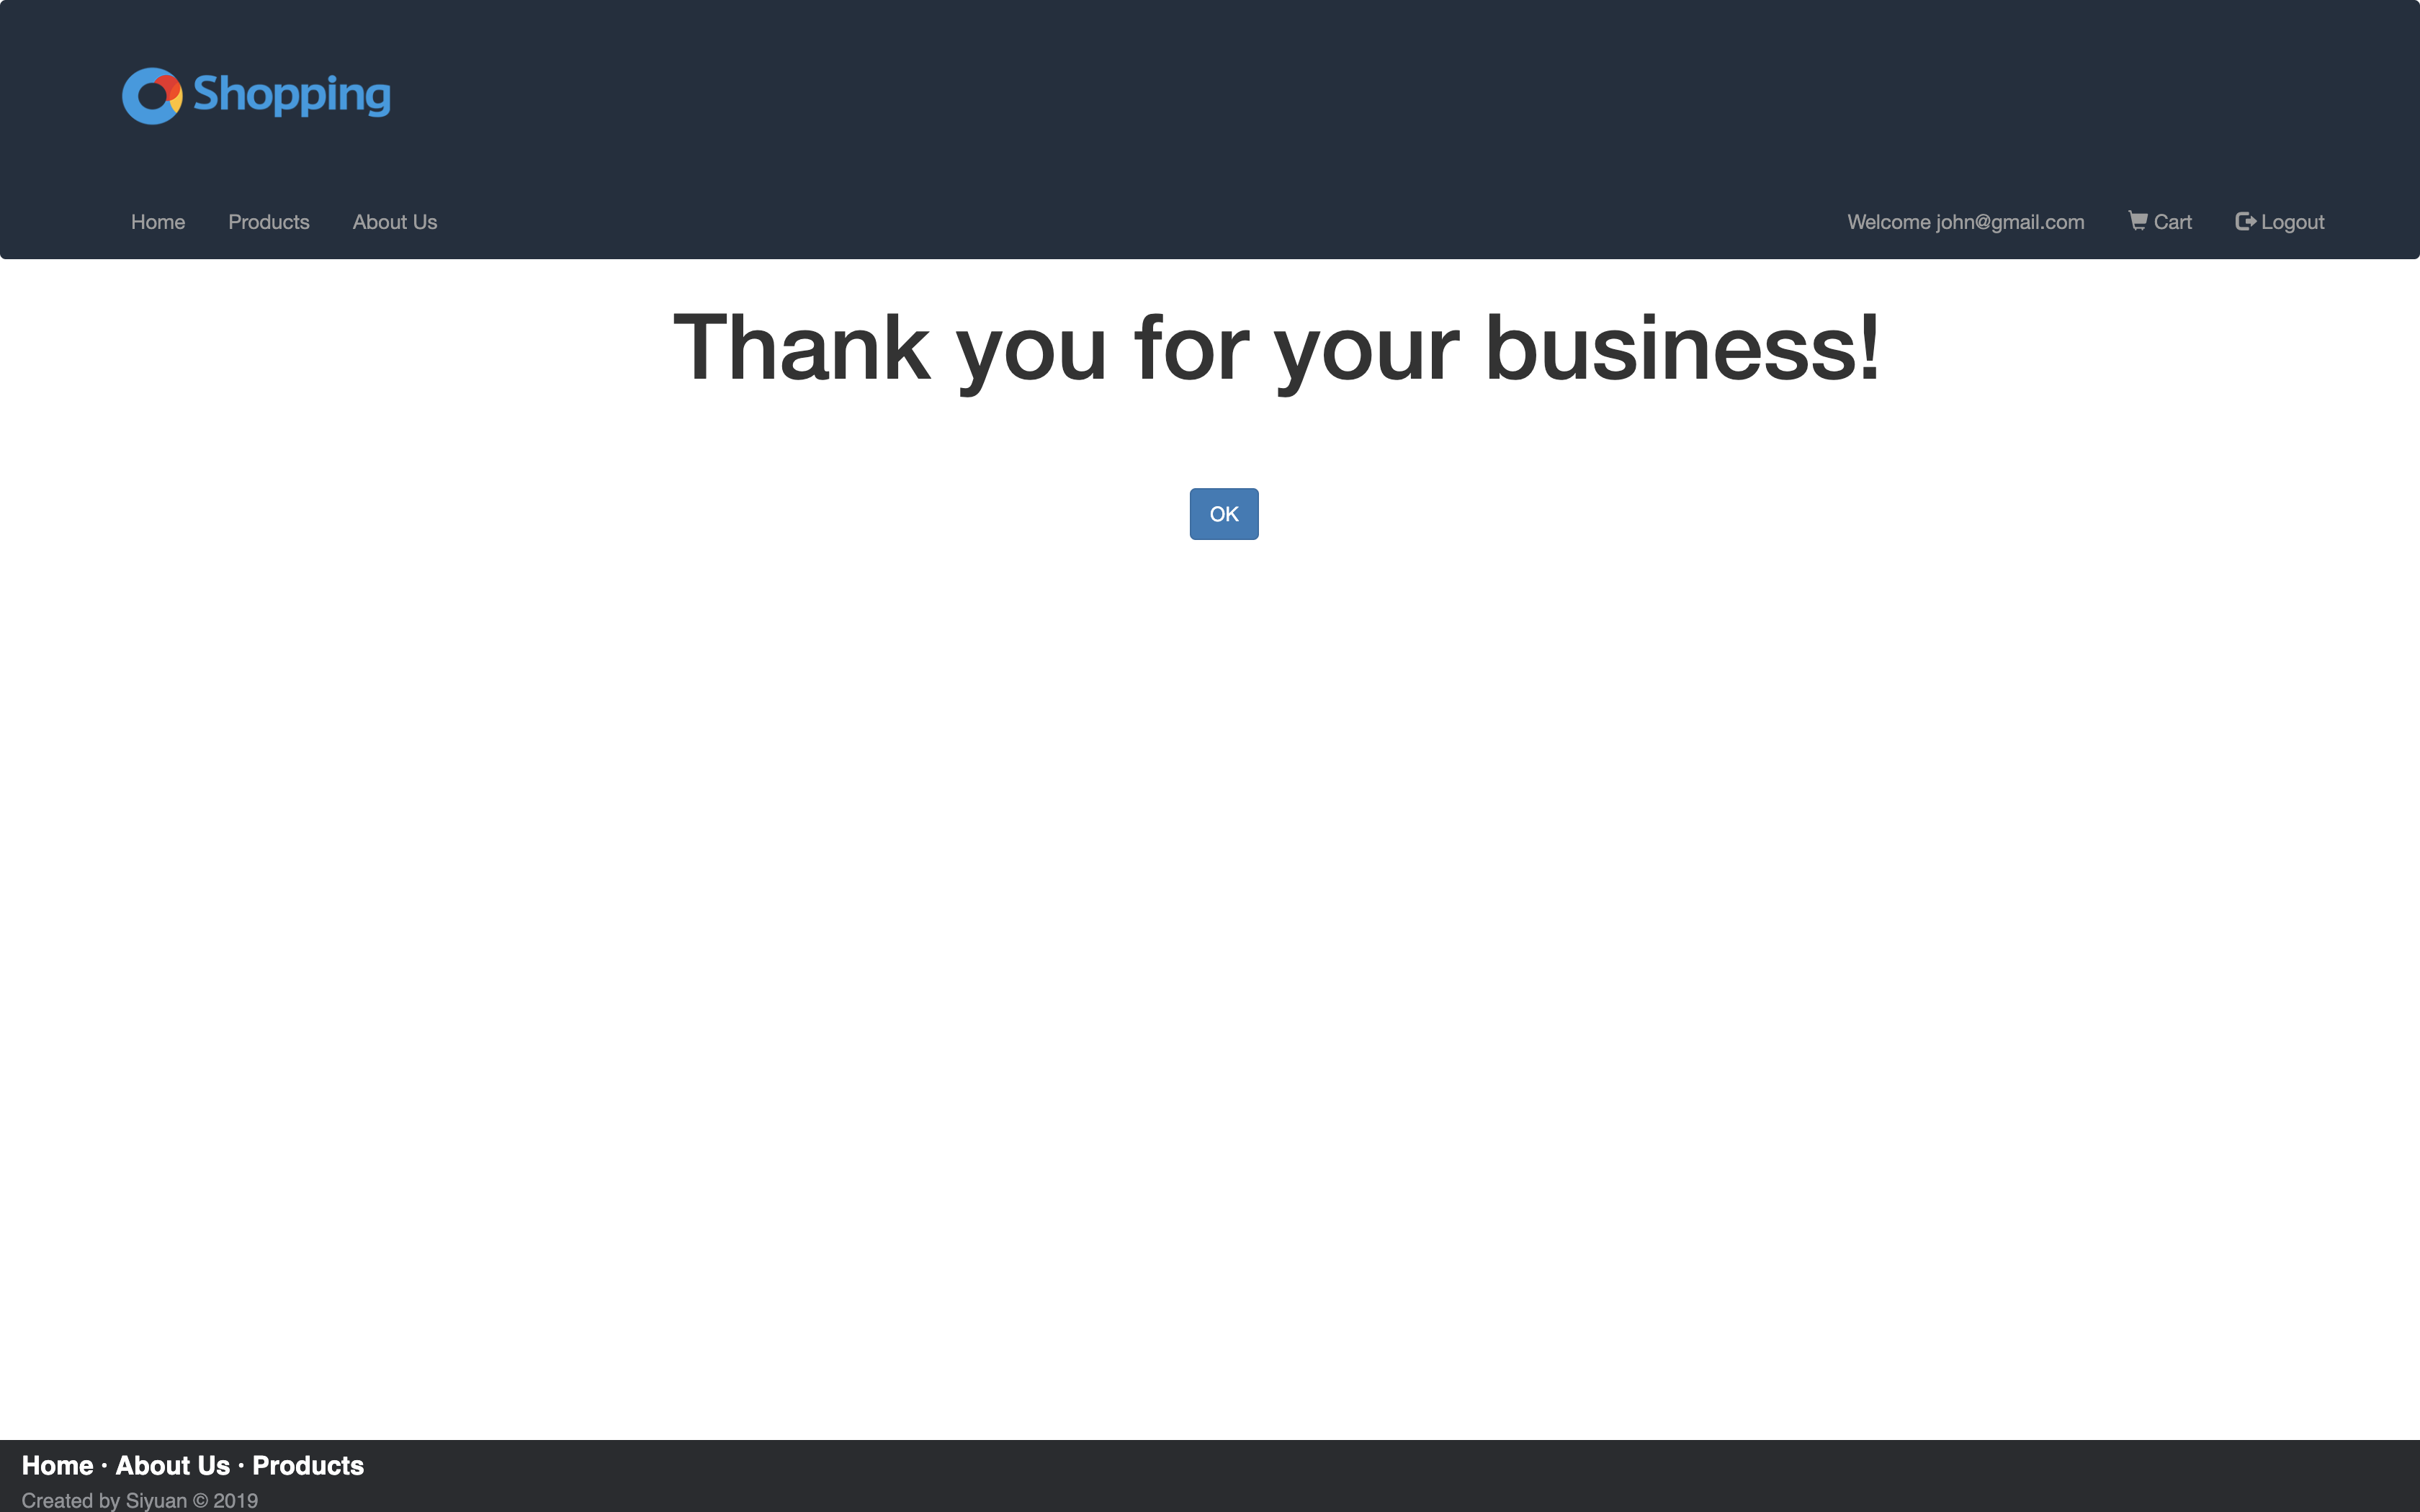 Shopping
Home Products About Us Welcome john@gmail.com Cart Logout
Thank you for your business!
OK
Home · About Us · Products
Created by Siyuan © 2019